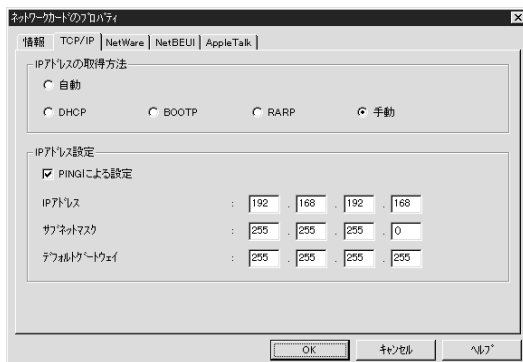 ネットワークカードのプロパティ
情報 TCP/IP NetWare NetBEUI AppleTalk
IPアドレスの取得方法
自動
DHCP BOOTP RARP 手動
IPアドレス設定
PINGによる設定
IPアドレス : 192 . 168 . 192 . 168
サブネットマスク : 255 . 255 . 255 . 0
デフォルトゲートウェイ : 255 . 255 . 255 . 255
OK キャンセル ヘルプ